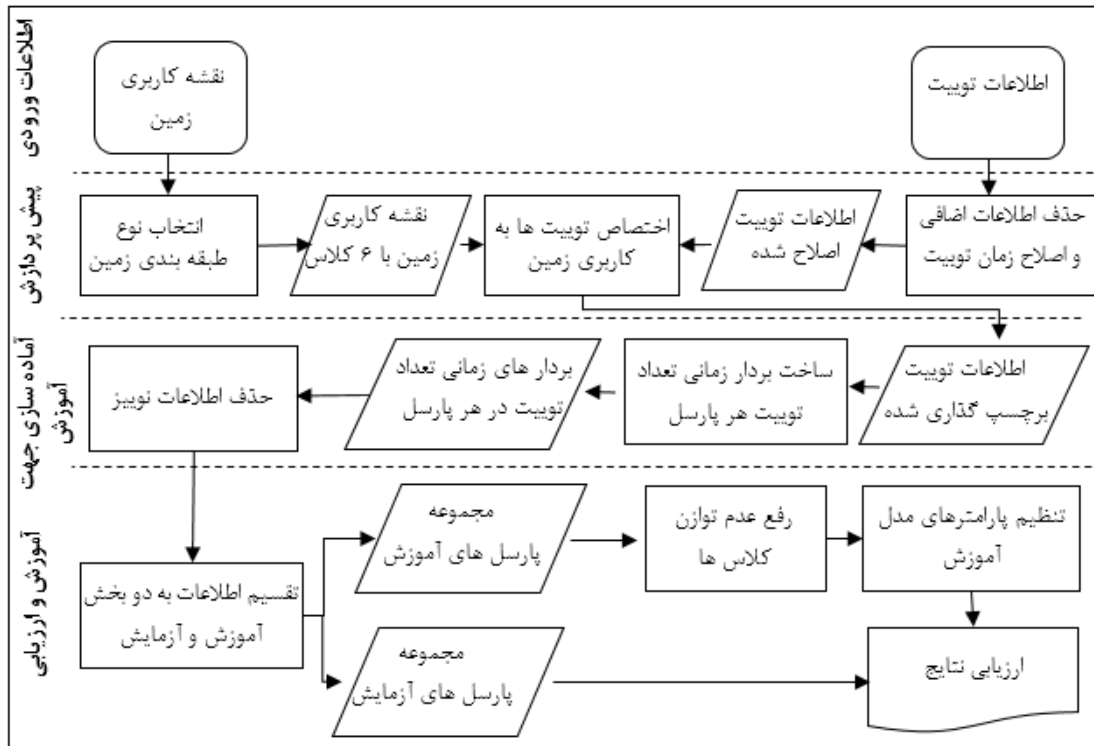 اطلاعات ورودی
اطلاعات توییت
نقشه کاربری
زمین
پیش پردازش
حذف اطلاعات اضافی
و اصلاح زمان توییت
اطلاعات توییت
اصلاح شده
اختصاص توییت ها به
کاربری زمین
نقشه کاربری
زمین با ۶ کلاس
انتخاب نوع
طبقه بندی زمین
آماده سازی جهت
آموزش
اطلاعات توییت
برچسپ گذاری شده
ساخت بردار زمانی تعداد
توییت هر پارسل
بردار های زمانی تعداد
توییت در هر پارسل
حذف اطلاعات نوییز
آموزش و ارزیابی
تقسیم اطلاعات به دو بخش
آموزش و آزمایش
مجموعه
پارسل های آموزش
رفع عدم توازن
کلاس ها
تنظیم پارامترهای مدل
آموزش
مجموعه
پارسل های آزمایش
ارزیابی نتایج